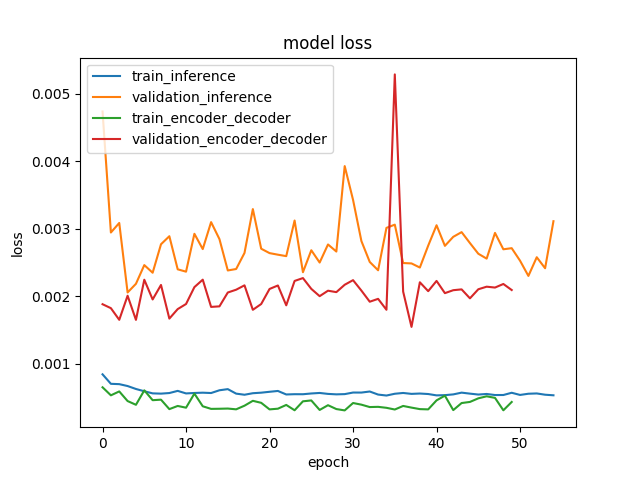 model loss
train_inference
validation_inference
train_encoder_decoder
validation_encoder_decoder
0.005
0.004
0.003
0.002
0.001
loss
0 10 20 30 40 50
epoch